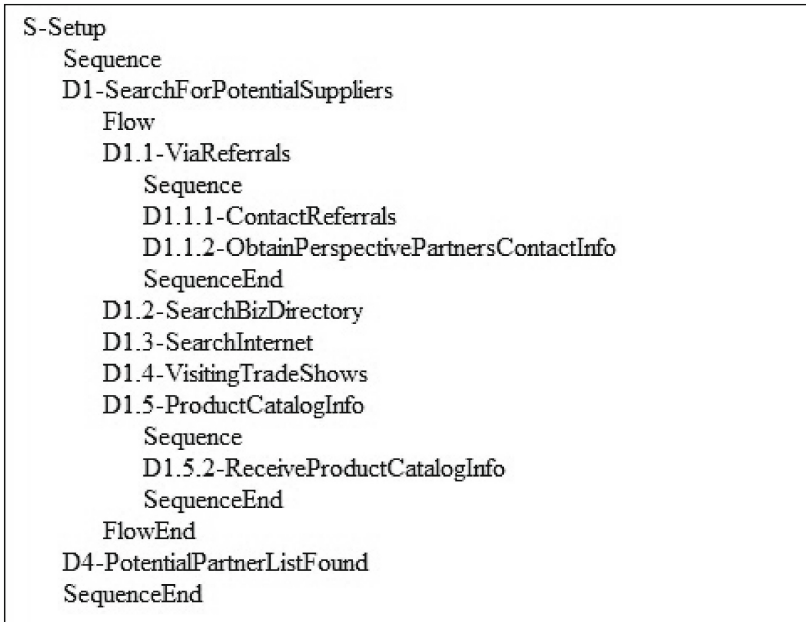 S-Setup
Sequence
D1-SearchForPotentialSuppliers
Flow
D1.1-ViaReferrals
Sequence
D1.1.1-ContactReferrals
D1.1.2-ObtainPerspectivePartnersContactInfo
SequenceEnd
D1.2-SearchBizDirectory
D1.3-SearchInternet
D1.4-VisitingTradeShows
D1.5-ProductCatalogInfo
Sequence
D1.5.2-ReceiveProductCatalogInfo
SequenceEnd
FlowEnd
D4-PotentialPartnerListFound
SequenceEnd